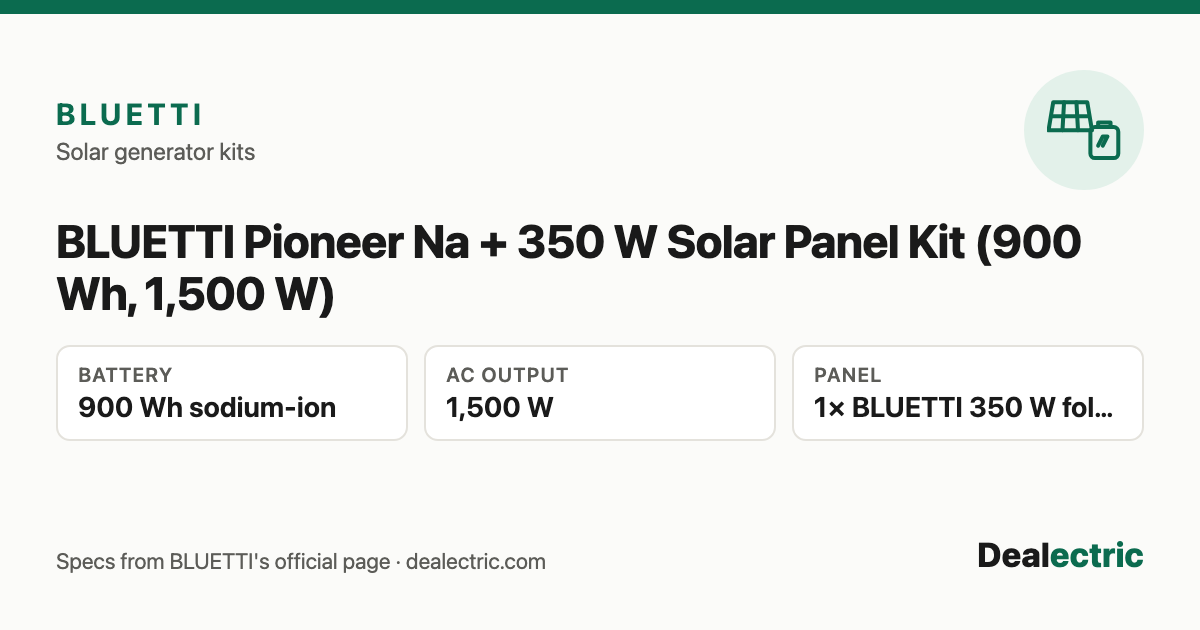 BLUETTI
Solar generator kits
BLUETTI Pioneer Na + 350 W Solar Panel Kit (900
Wh, 1,500 W)
BATTERY
900 Wh sodium-ion
AC OUTPUT
1,500 W
PANEL
1× BLUETTI 350 W fol...
Specs from BLUETTI's official page · dealectric.com
Dealectric